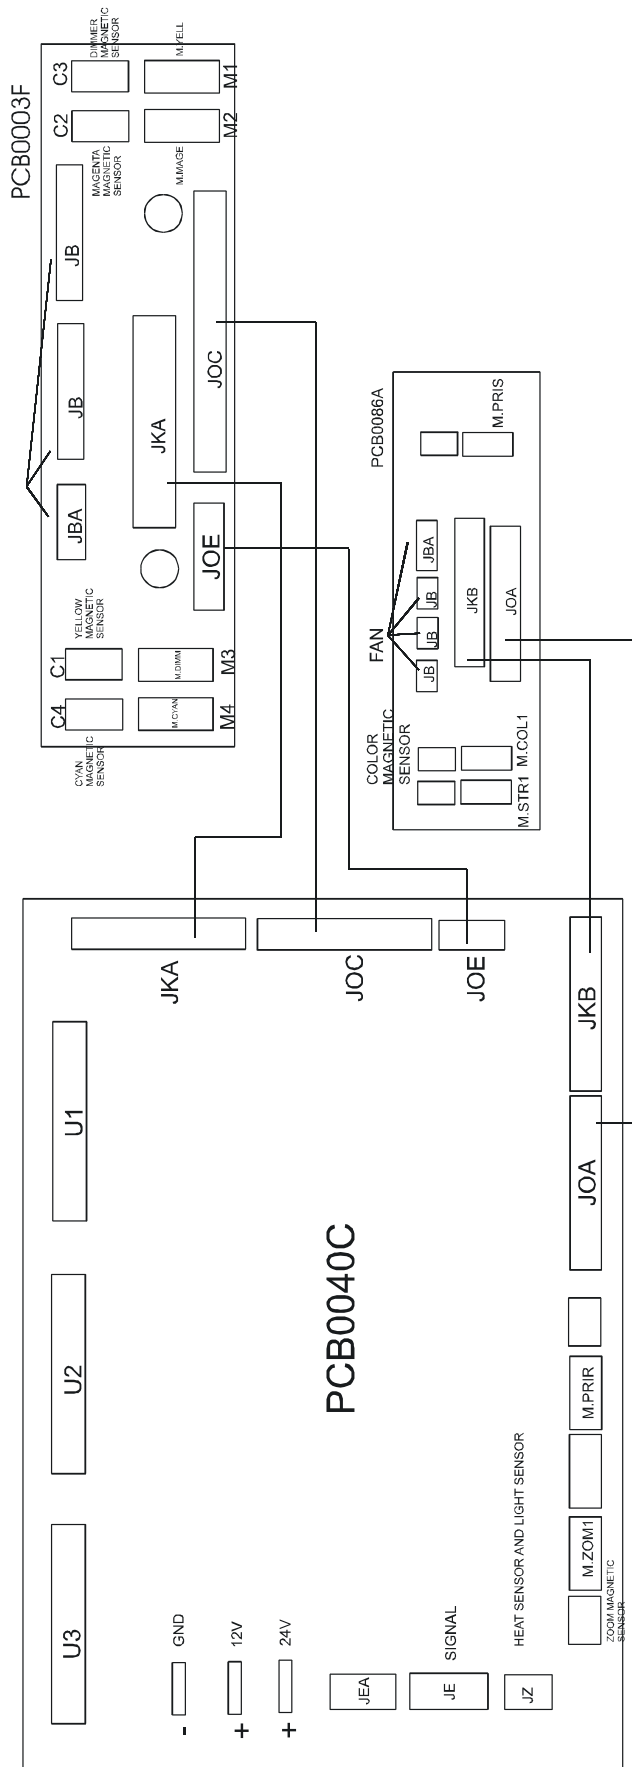 PCB0003F
C3
DIMMER
MAGNETIC
SENSOR
M.YELL
M1
C2
MAGENTA
MAGNETIC
SENSOR
M.MAGE
M2
JB
JB
JBA
JKA
JOC
JOE
C1
YELLOW
MAGNETIC
SENSOR
M.DIMM
M3
C4
CYAN
MAGNETIC
SENSOR
M.CYAN
M4
PCB0086A
M.PRIS
FAN
JBA
JB
JB
JB
JKB
JOA
COLOR
MAGNETIC
SENSOR
M.COL1
M.STR1
PCB0040C
JKA
JOC
JOE
JKB
JOA
U1
U2
U3
M.PRIR
M.ZOM1
ZOOM MAGNETIC
SENSOR
HEAT SENSOR AND LIGHT SENSOR
JZ
SIGNAL
JE
JEA
- GND
+ 12V
+ 24V